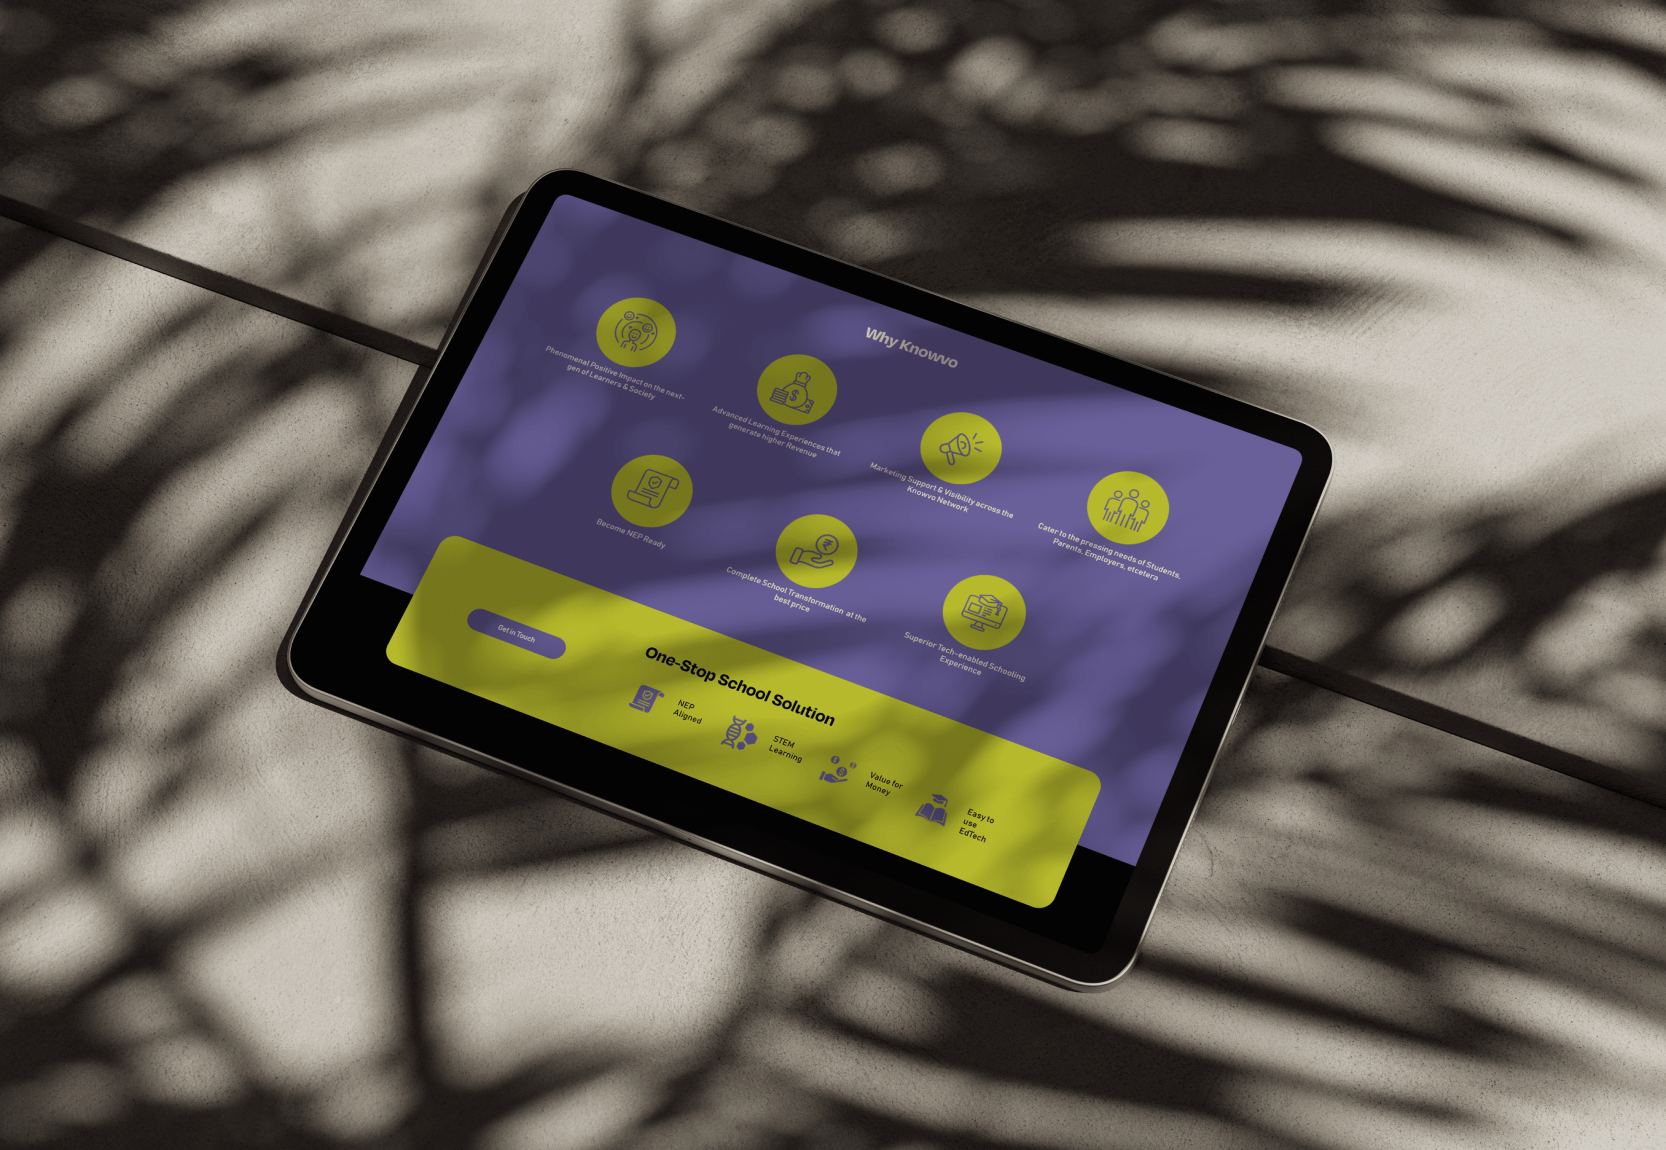 Why Knowvo
Phenomenal Positive Impact on the next-
gen of Learners & Society
Advanced Learning Experiences that
generate higher Revenue
Marketing Support & Visibility across the
Knowvo Network
Cater to the pressing needs of Students,
Parents, Employers, etcetera
Become NEP Ready
Complete School Transformation at the
best price
Superior Tech-enabled Schooling
Experience
Get in Touch
One-Stop School Solution
NEP
Aligned
STEM
Learning
Value for
Money
Easy to
use
EdTech